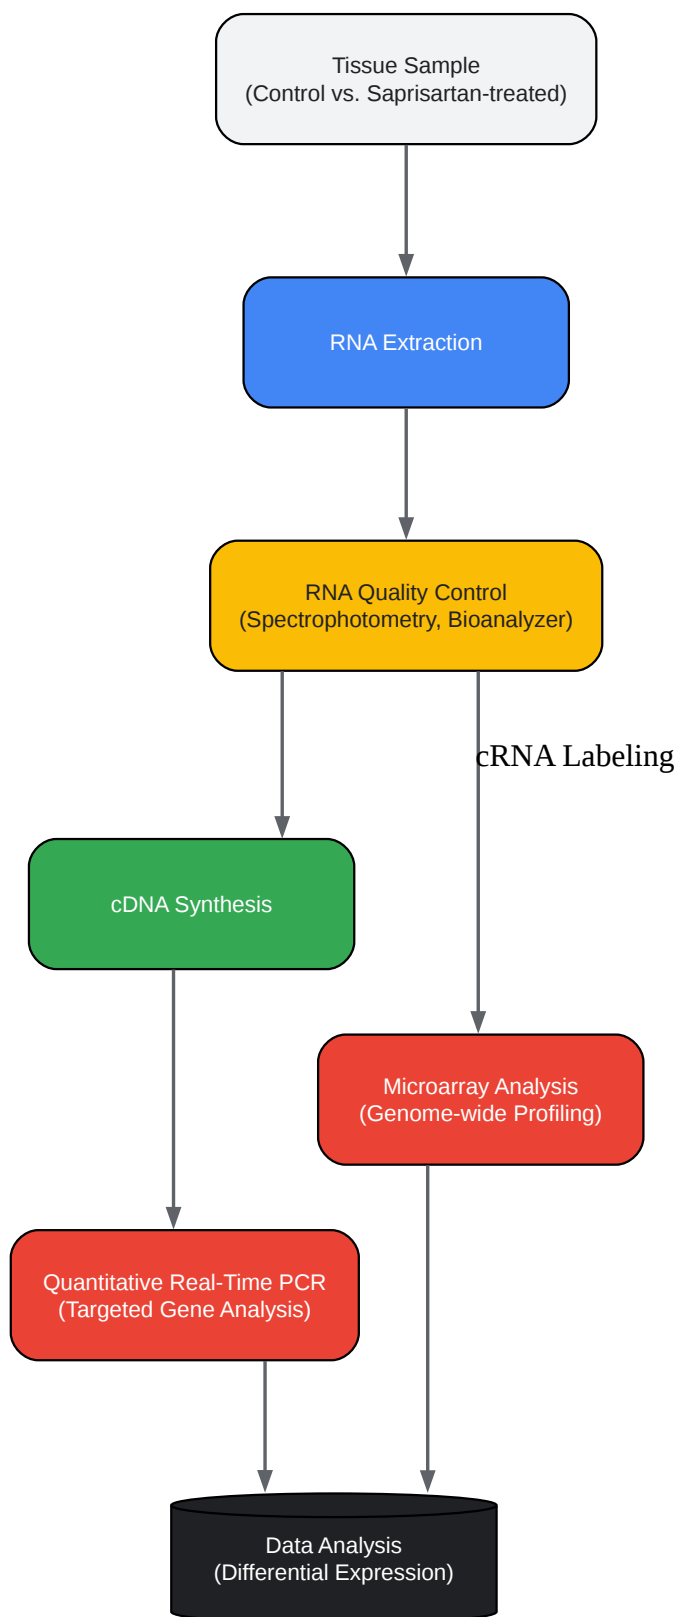 Tissue Sample
(Control vs. Saprisartan-treated)
RNA Extraction
RNA Quality Control
(Spectrophotometry, Bioanalyzer)
cRNA Labeling
cDNA Synthesis
Microarray Analysis
(Genome-wide Profiling)
Quantitative Real-Time PCR
(Targeted Gene Analysis)
Data Analysis
(Differential Expression)